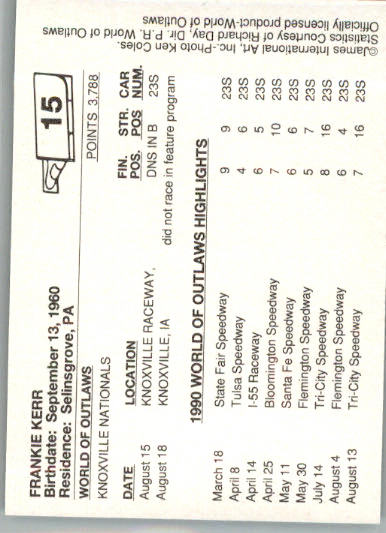 15
FRANKIE KERR
Birthdate: September 13, 1960
Residence: Selinsgrove, PA
WORLD OF OUTLAWS POINTS 3,788
KNOXVILLE NATIONALS
FIN. STR. CAR
DATE LOCATION POS. POS NUM.
August 15 KNOXVILLE RACEWAY, DNS IN B 23S
August 18 KNOXVILLE, IA did not race in feature program
1990 WORLD OF OUTLAWS HIGHLIGHTS
March 18 State Fair Speedway 9 9 23S
April 8 Tulsa Speedway 4 6 23S
April 14 I-55 Raceway 6 5 23S
April 25 Bloomington Speedway 7 10 23S
May 11 Santa Fe Speedway 6 6 23S
May 30 Flemington Speedway 5 7 23S
July 14 Tri-City Speedway 8 16 23S
August 4 Flemington Speedway 6 4 23S
August 13 Tri-City Speedway 7 16 23S
©James International Art, Inc.-Photo Ken Coles.
Statistics Courtesy of Richard Day, Dir. P.R. World of Outlaws
Officially licensed product-World of Outlaws